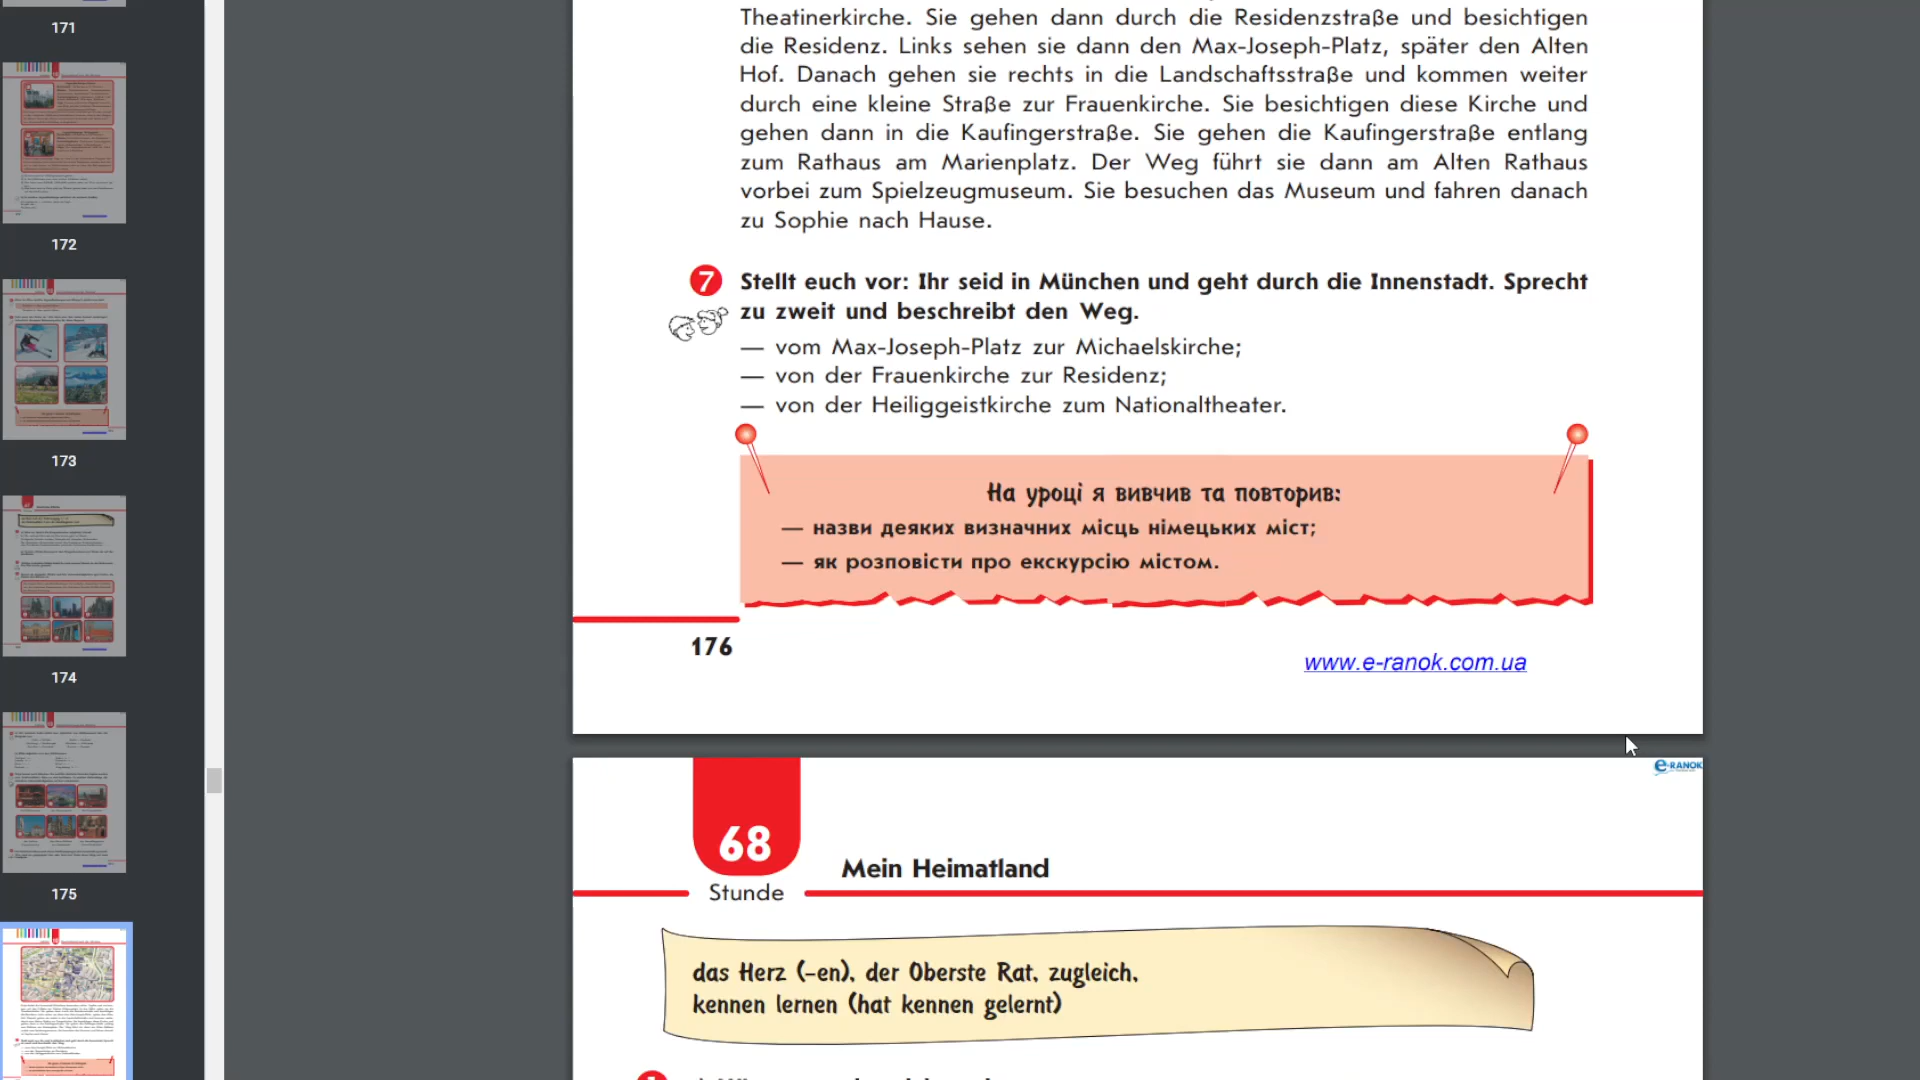 171
172
173
174
175
Theatinerkirche. Sie gehen dann durch die Residenzstraße und besichtigen
die Residenz. Links sehen sie dann den Max-Joseph-Platz, später den Alten
Hof. Danach gehen sie rechts in die Landschaftsstraße und kommen weiter
durch eine kleine Straße zur Frauenkirche. Sie besichtigen diese Kirche und
gehen dann in die Kaufingerstraße. Sie gehen die Kaufingerstraße entlang
zum Rathaus am Marienplatz. Der Weg führt sie dann am Alten Rathaus
vorbei zum Spielzeugmuseum. Sie besuchen das Museum und fahren danach
zu Sophie nach Hause.
7 Stellt euch vor: Ihr seid in München und geht durch die Innenstadt. Sprecht
zu zweit und beschreibt den Weg.
— vom Max-Joseph-Platz zur Michaelskirche;
— von der Frauenkirche zur Residenz;
— von der Heiliggeistkirche zum Nationaltheater.
На уроці я вивчив та повторив:
— назви деяких визначних місць німецьких міст;
— як розповісти про екскурсію містом.
176
www.e-ranok.com.ua
e-RANOK
68
Stunde
Mein Heimatland
das Herz (-en), der Oberste Rat, zugleich,
kennen lernen (hat kennen gelernt)